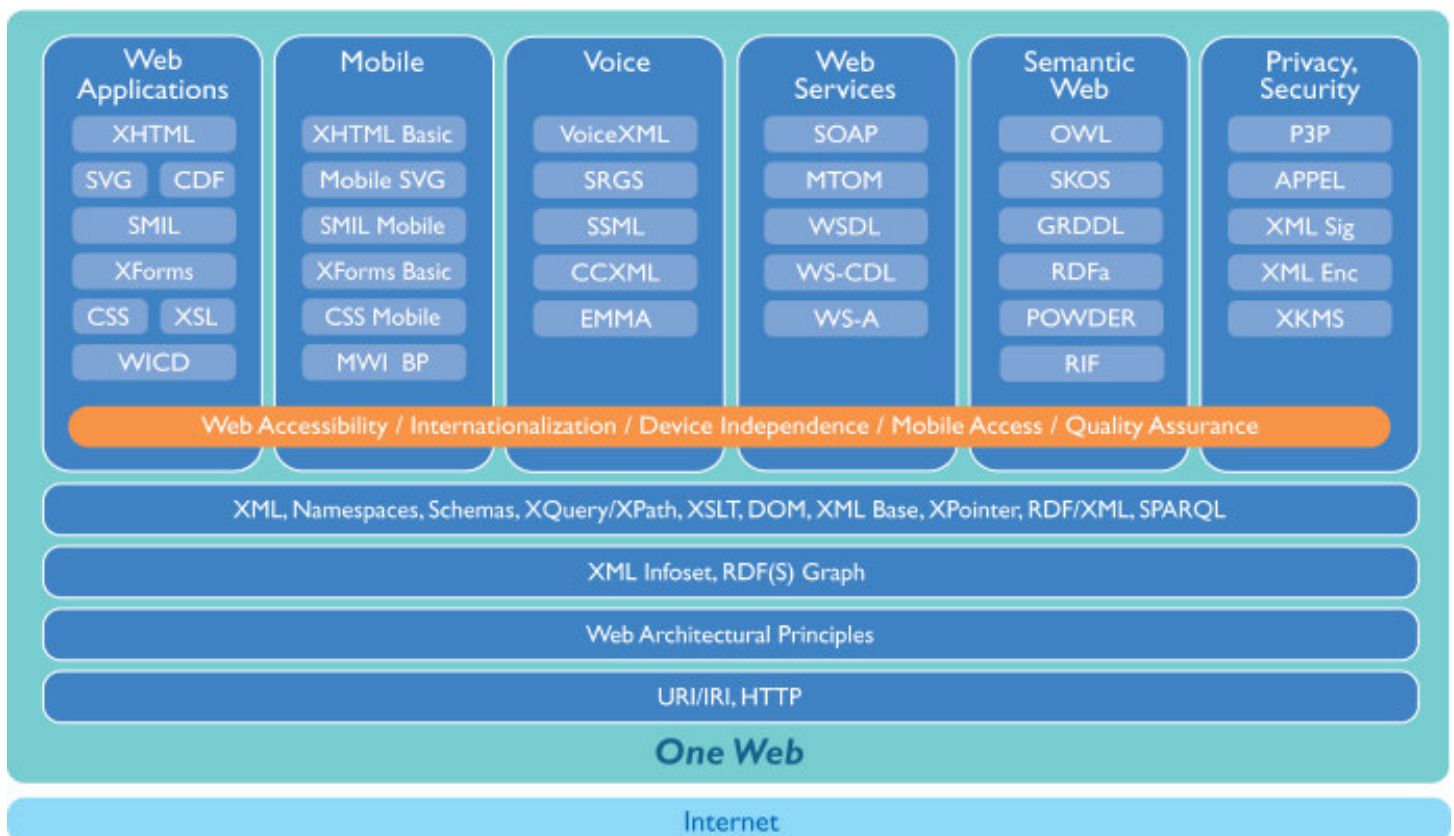 Web
Applications
XHTML
SVG CDF
SMIL
XForms
CSS XSL
WICD
Mobile
XHTML Basic
Mobile SVG
SMIL Mobile
XForms Basic
CSS Mobile
MWI BP
Voice
VoiceXML
SRGS
SSML
CCXML
EMMA
Web
Services
SOAP
MTOM
WSDL
WS-CDL
WS-A
Semantic
Web
OWL
SKOS
GRDDL
RDFa
POWDER
RIF
Privacy,
Security
P3P
APPEL
XML Sig
XML Enc
XKMS
Web Accessibility / Internationalization / Device Independence / Mobile Access / Quality Assurance
XML, Namespaces, Schemas, XQuery/XPath, XSLT, DOM, XML Base, XPointer, RDF/XML, SPARQL
XML Infoset, RDF(S) Graph
Web Architectural Principles
URI/IRI, HTTP
One Web
Internet